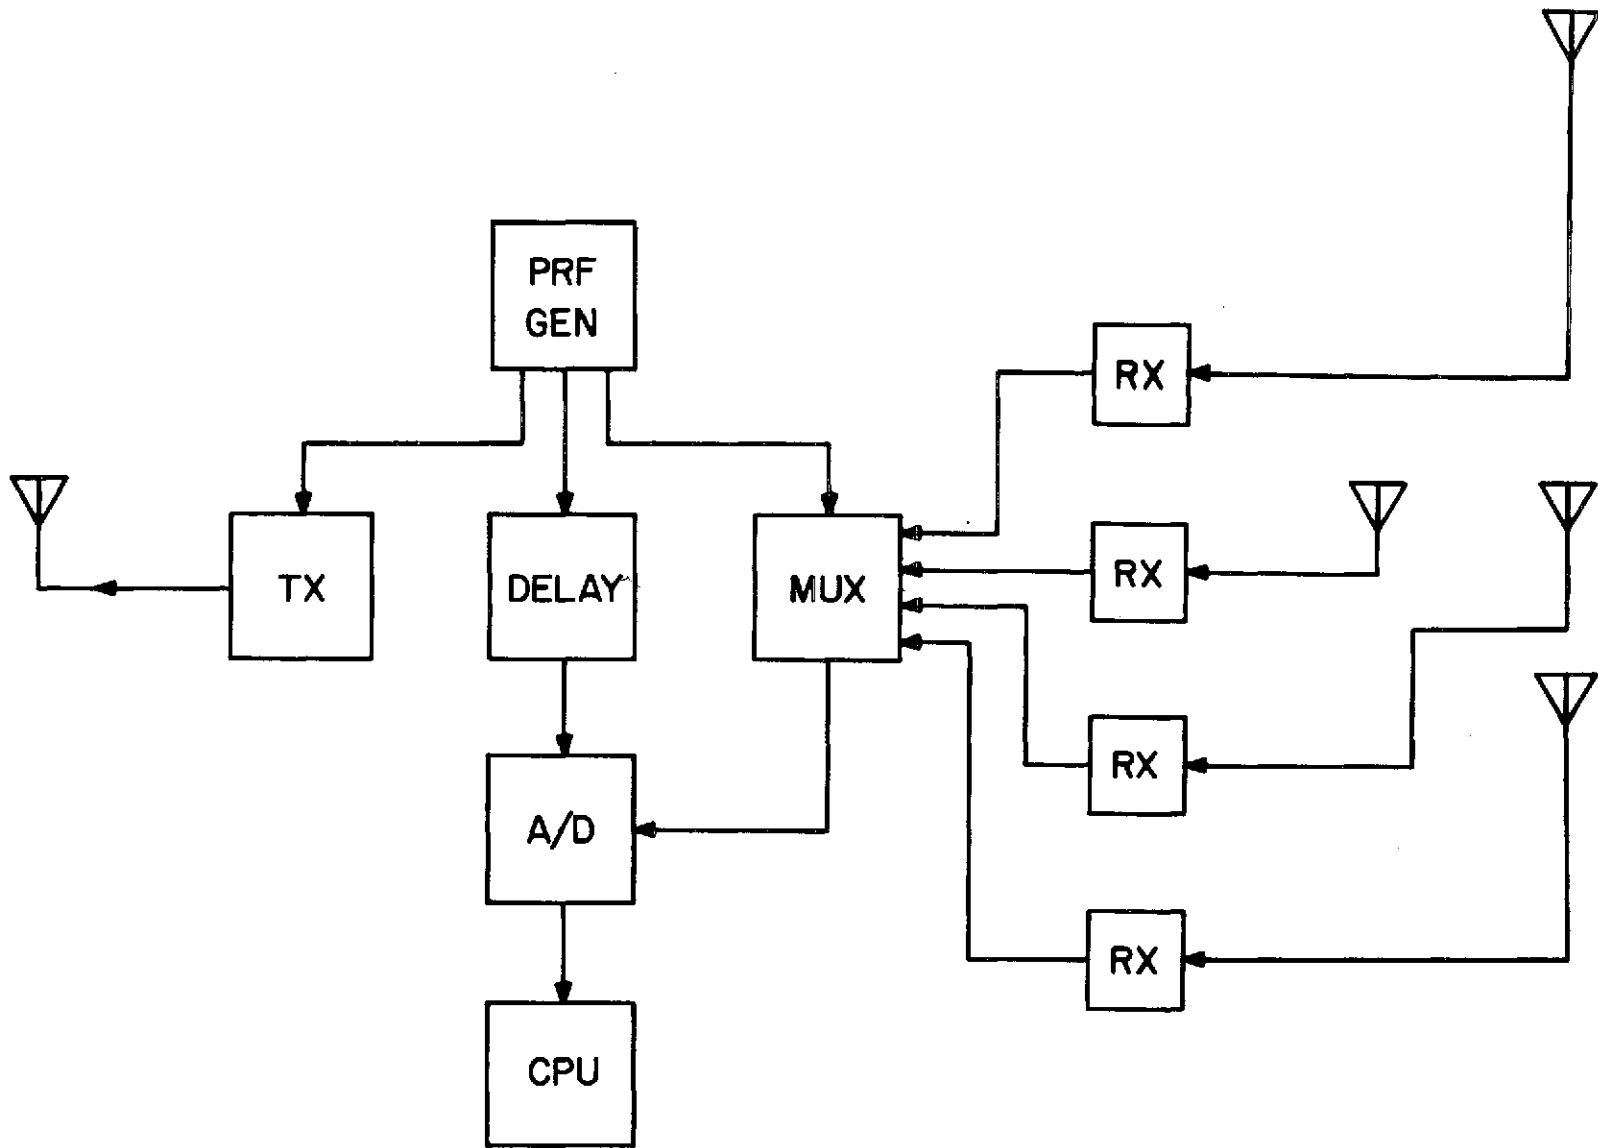 PRF
GEN
RX
TX
DELAY
MUX
RX
RX
A/D
RX
CPU